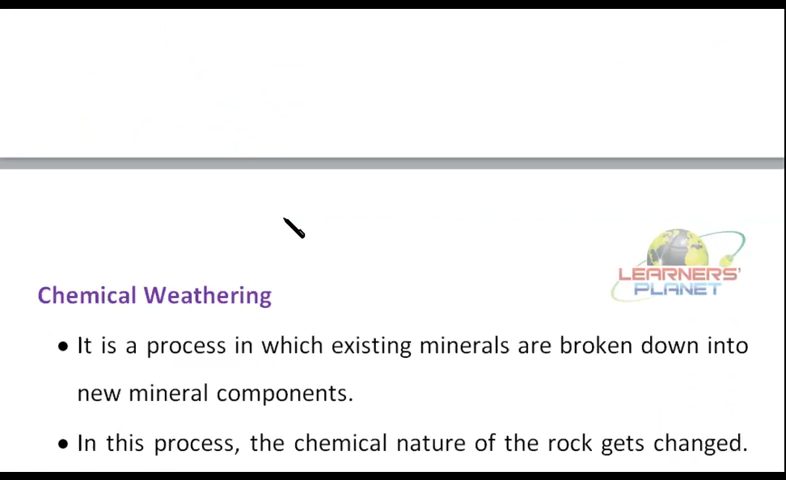 LEARNERS'
PLANET
Chemical Weathering
• It is a process in which existing minerals are broken down into
new mineral components.
• In this process, the chemical nature of the rock gets changed.